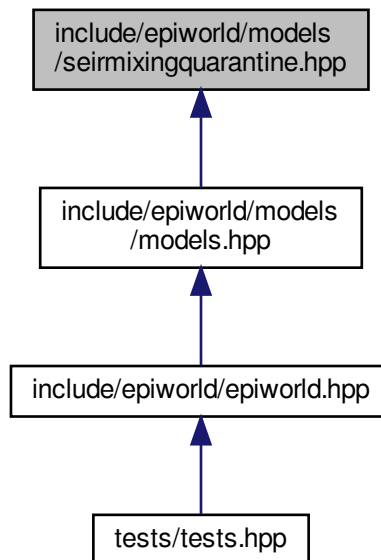 include/epiworld/models
/seirmixingquarantine.hpp
include/epiworld/models
/models.hpp
include/epiworld/epiworld.hpp
tests/tests.hpp